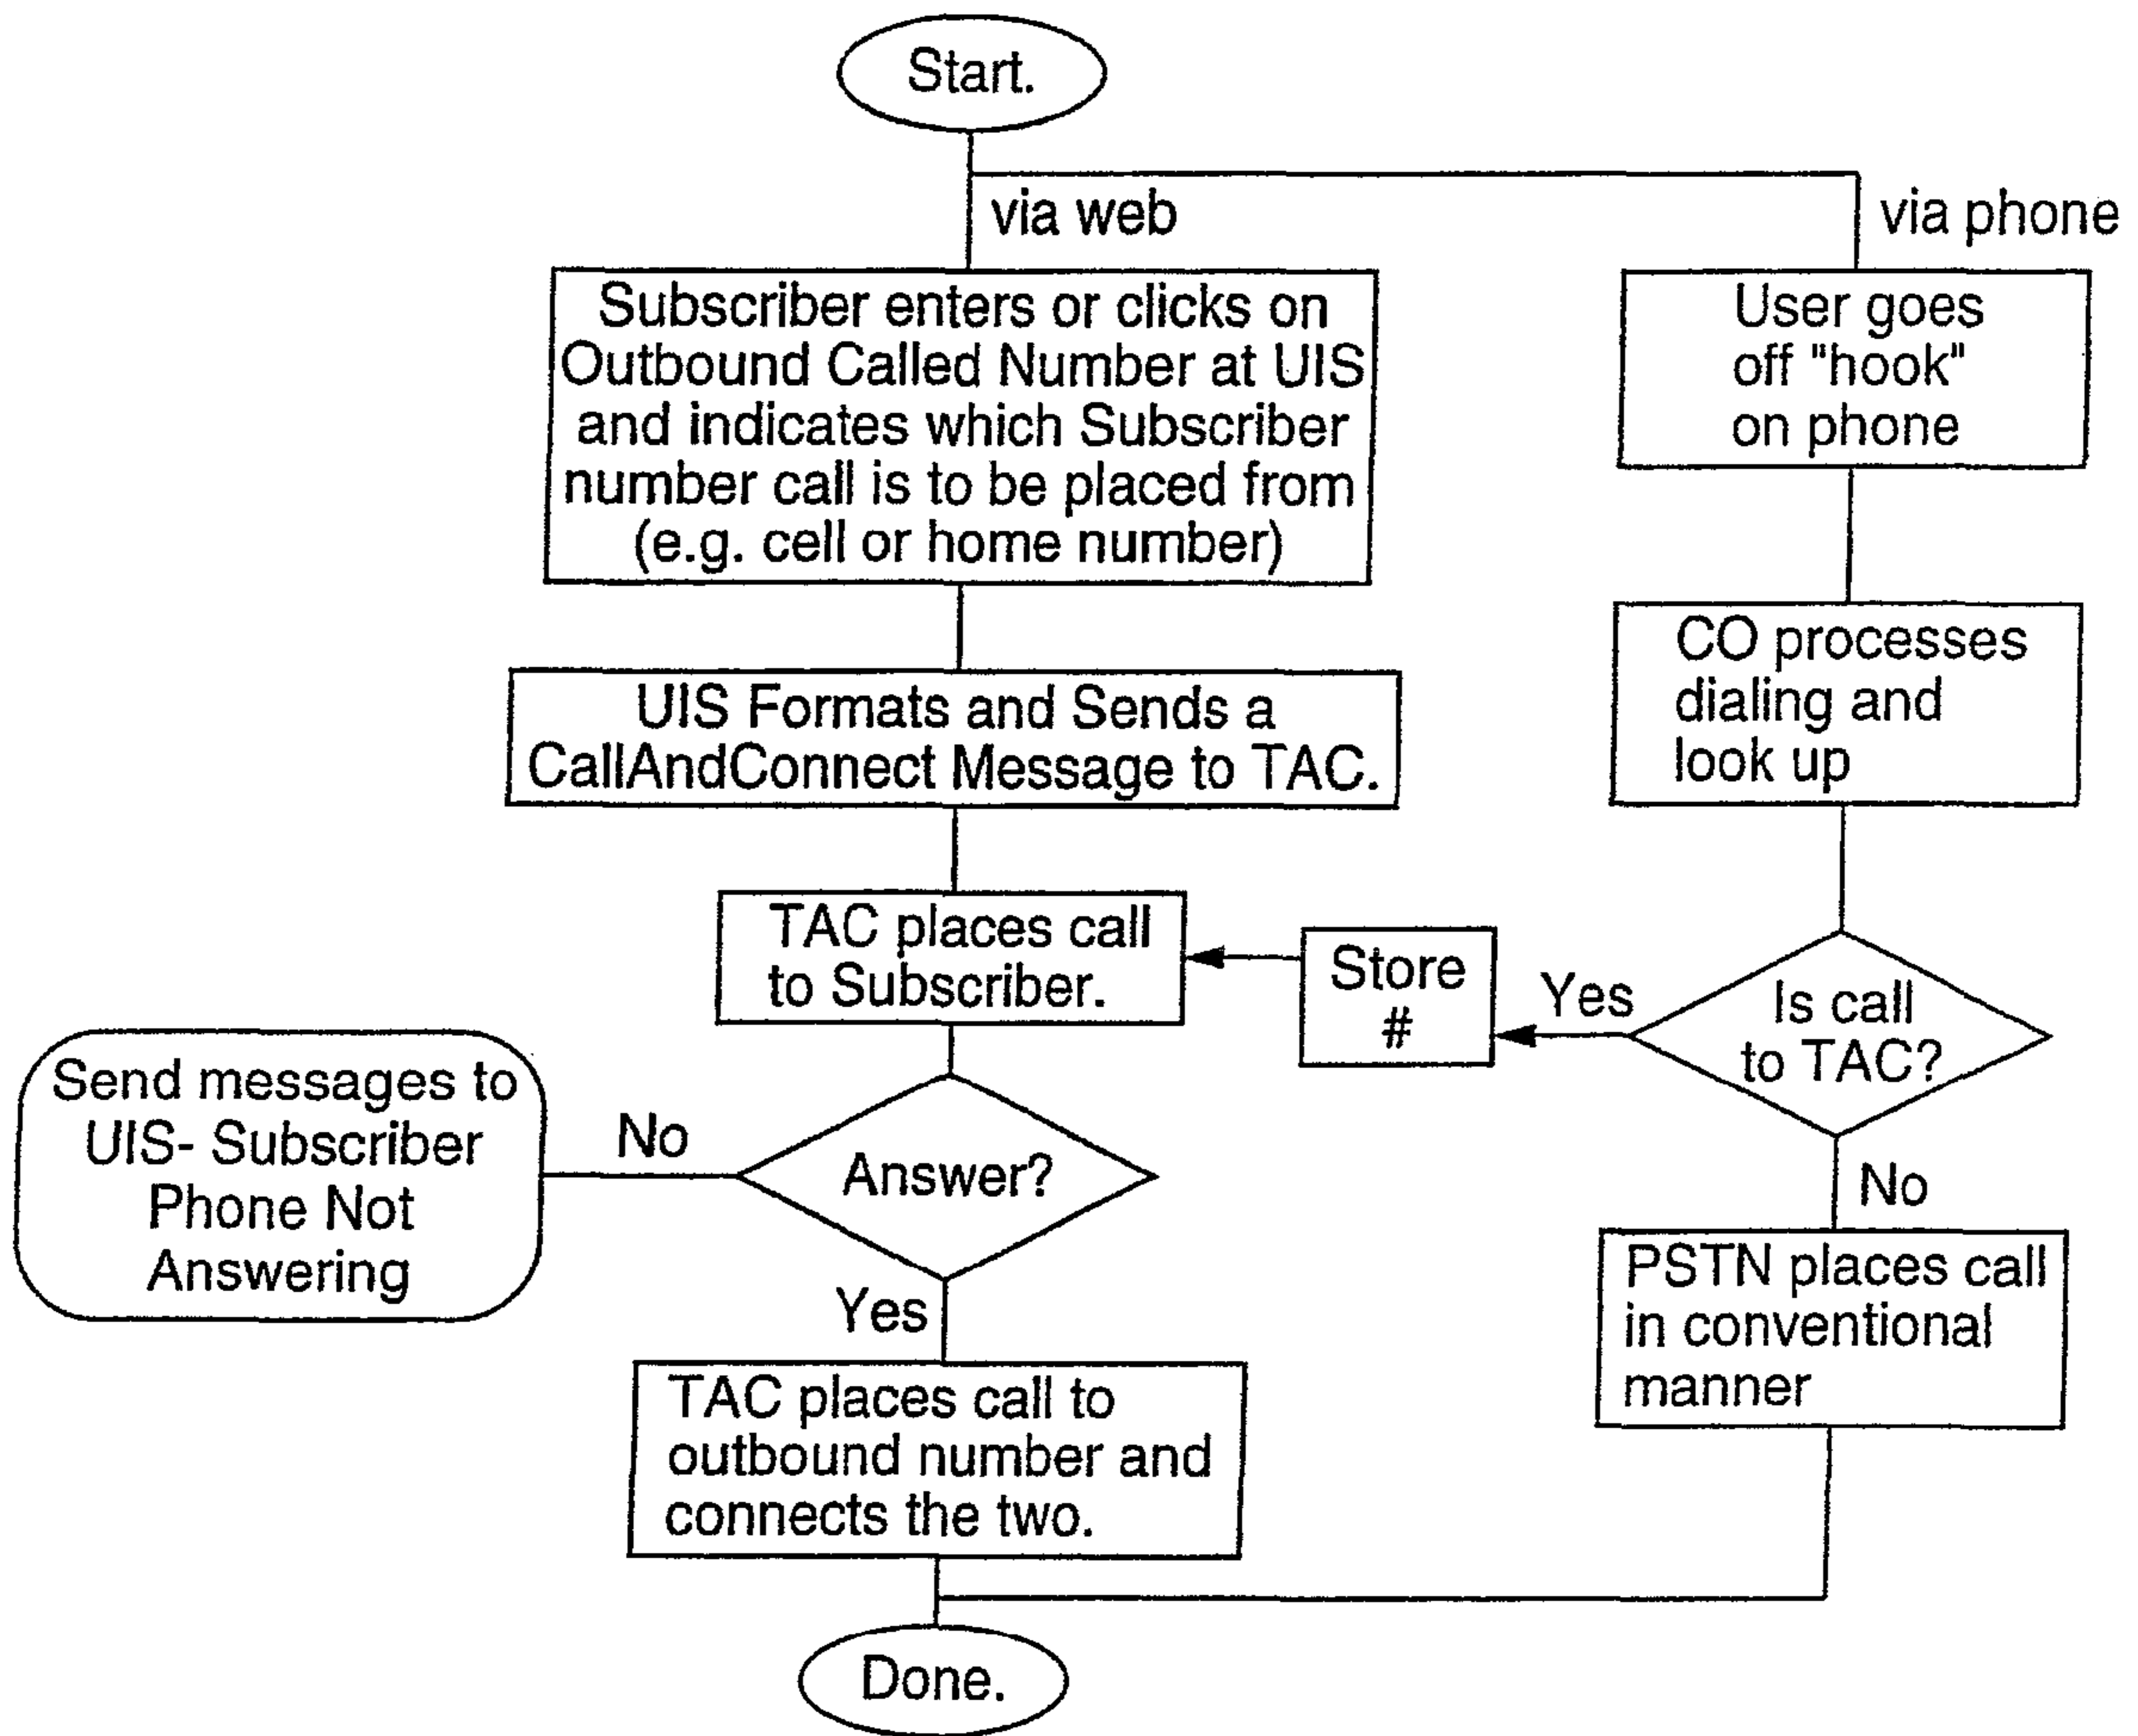 Start.
via web
via phone
Subscriber enters or clicks on
Outbound Called Number at UIS
and indicates which Subscriber
number call is to be placed from
(e.g. cell or home number)
User goes
off "hook"
on phone
UIS Formats and Sends a
CallAndConnect Message to TAC.
CO processes
dialing and
look up
TAC places call
to Subscriber.
Store
#
Yes
Is call
to TAC?
Send messages to
UIS- Subscriber
Phone Not
Answering
No
Answer?
No
Yes
PSTN places call
in conventional
manner
TAC places call to
outbound number and
connects the two.
Done.